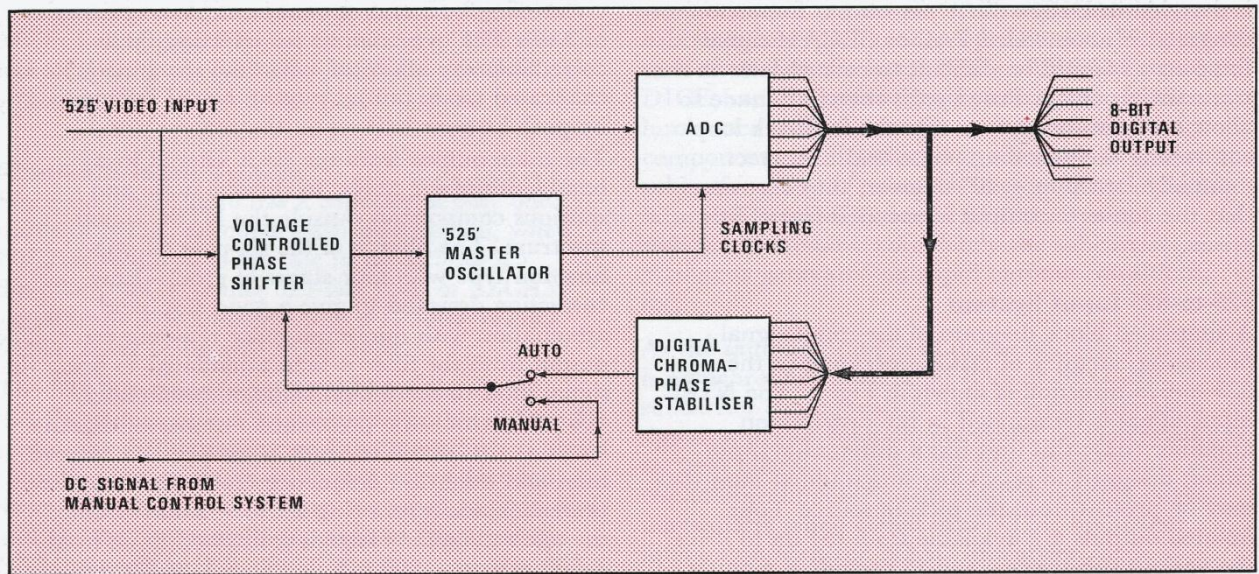 '525' VIDEO INPUT
ADC
8-BIT
DIGITAL
OUTPUT
VOLTAGE
CONTROLLED
PHASE
SHIFTER
'525'
MASTER
OSCILLATOR
SAMPLING
CLOCKS
AUTO
MANUAL
DIGITAL
CHROMA-
PHASE
STABILISER
DC SIGNAL FROM
MANUAL CONTROL SYSTEM